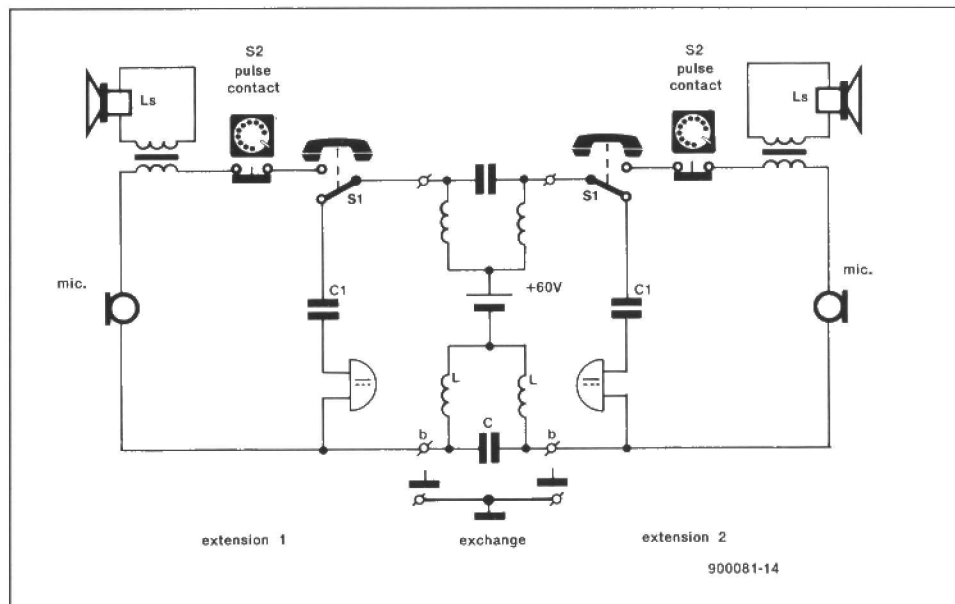 S2
pulse
contact
Ls
S1
mic.
C1
+60V
L
L
C
b
b
S2
pulse
contact
Ls
S1
C1
mic.
extension 1
exchange
extension 2
900081-14